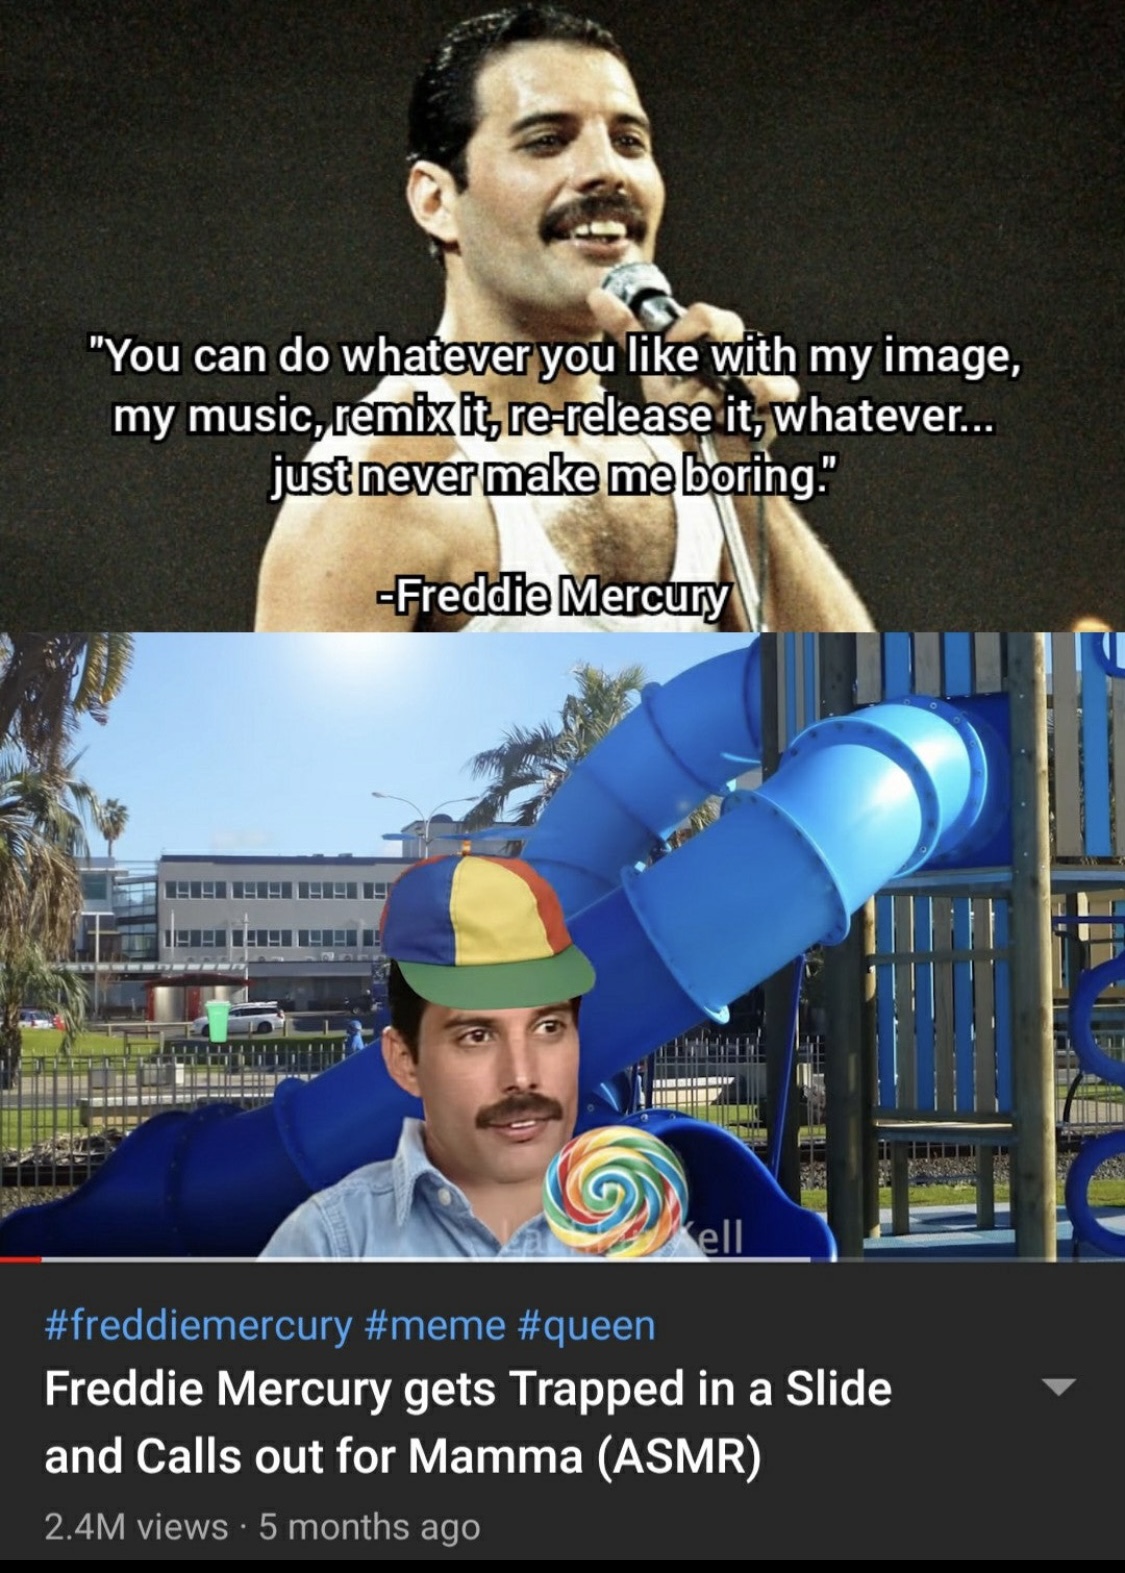 "You can do whatever you like with my image,
my music, remix it, re-release it, whatever...
just never make me boring."
-Freddie Mercury
#freddiemercury #meme #queen
Freddie Mercury gets Trapped in a Slide
and Calls out for Mamma (ASMR)
2.4M views · 5 months ago